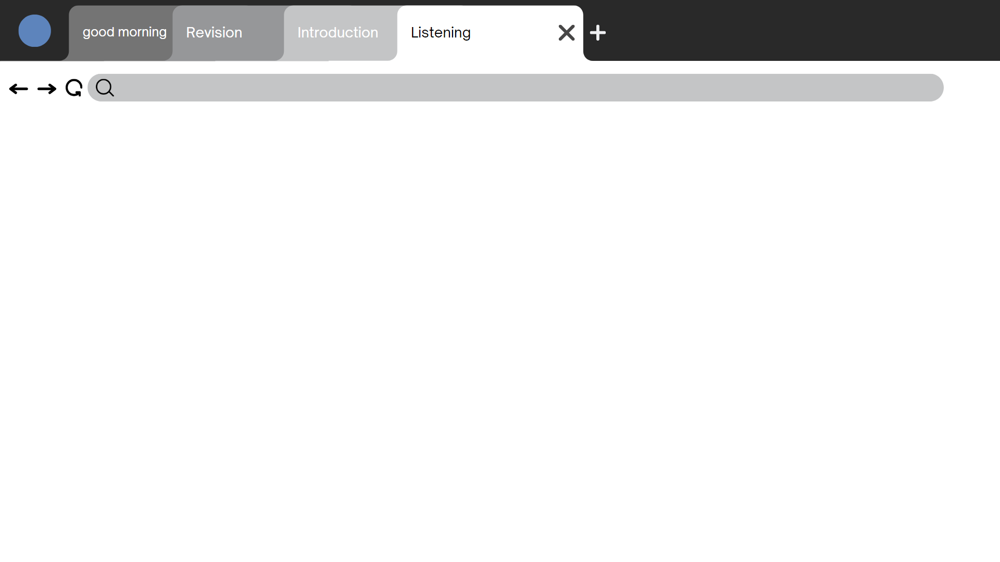 good morning
Revision
Introduction
Listening